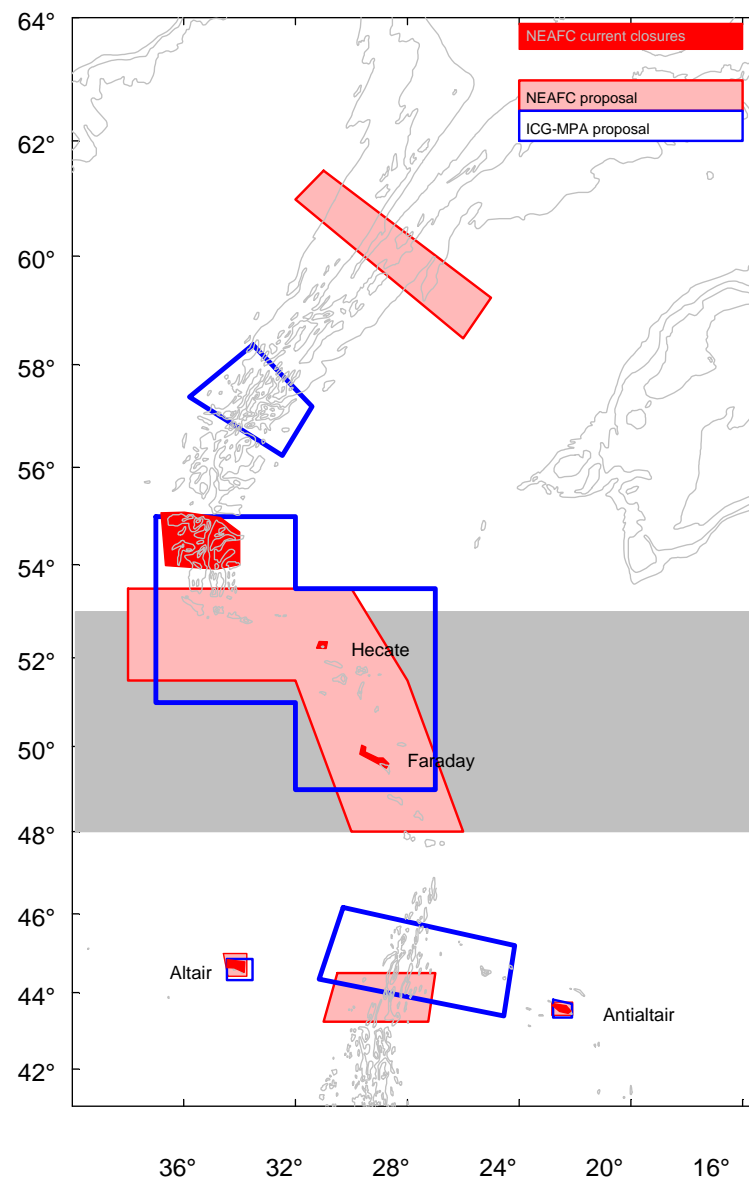 64°
NEAFC current closures
NEAFC proposal
ICG-MPA proposal
62°
60°
58°
56°
54°
52°
Hecate
50°
Faraday
48°
46°
44°
Altair
Antialtair
42°
36° 32° 28° 24° 20° 16°